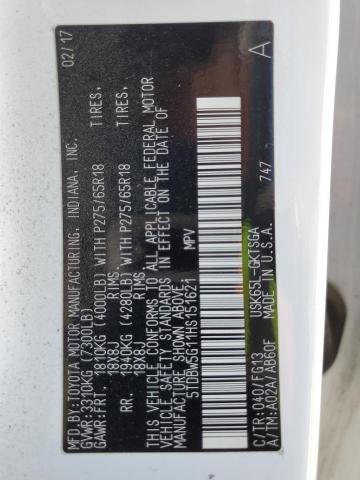 MFD.BY:TOYOTA MOTOR MANUFACTURING, INDIANA, INC. 02/17
GVWR:3310KG (7300LB)
GAWR:FRT. 1810KG (4000LB) WITH P275/65R18 TIRES,
18X8J RIMS.
RR. 1940KG (4280LB) WITH P275/65R18 TIRES,
18X8J RIMS.
THIS VEHICLE CONFORMS TO ALL APPLICABLE FEDERAL MOTOR
VEHICLE SAFETY STANDARDS IN EFFECT ON THE DATE OF
MANUFACTURE SHOWN ABOVE.
5TDBW5G11HS151621 MPV
USK65L-GKTSGA 747 A
C/TR:040/FG13 MADE IN U.S.A.
A/TM:A02A/AB60F